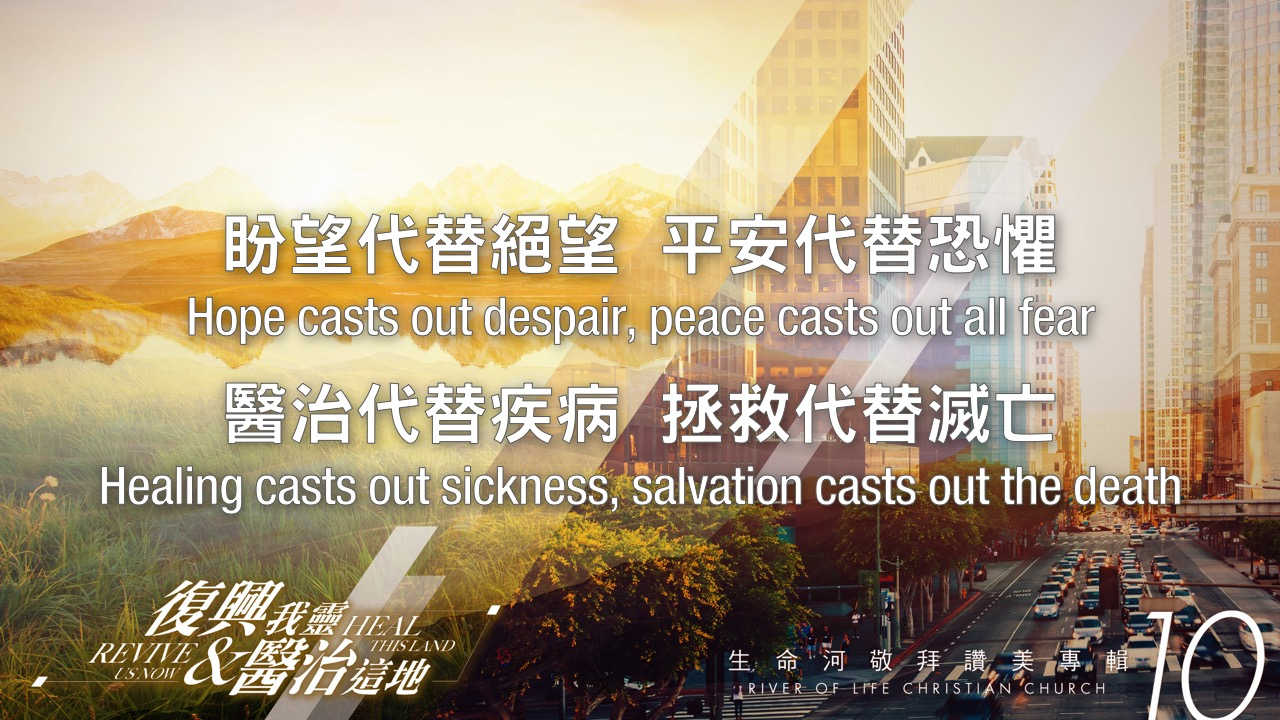 盼望代替絕望 平安代替恐懼
Hope casts out despair, peace casts out all fear
醫治代替疾病 拯救代替滅亡
Healing casts out sickness, salvation casts out the death
復興我靈 HEAL THIS LAND
REVIVE US NOW & 醫治這地
生命河敬拜讚美專輯 10
RIVER OF LIFE CHRISTIAN CHURCH